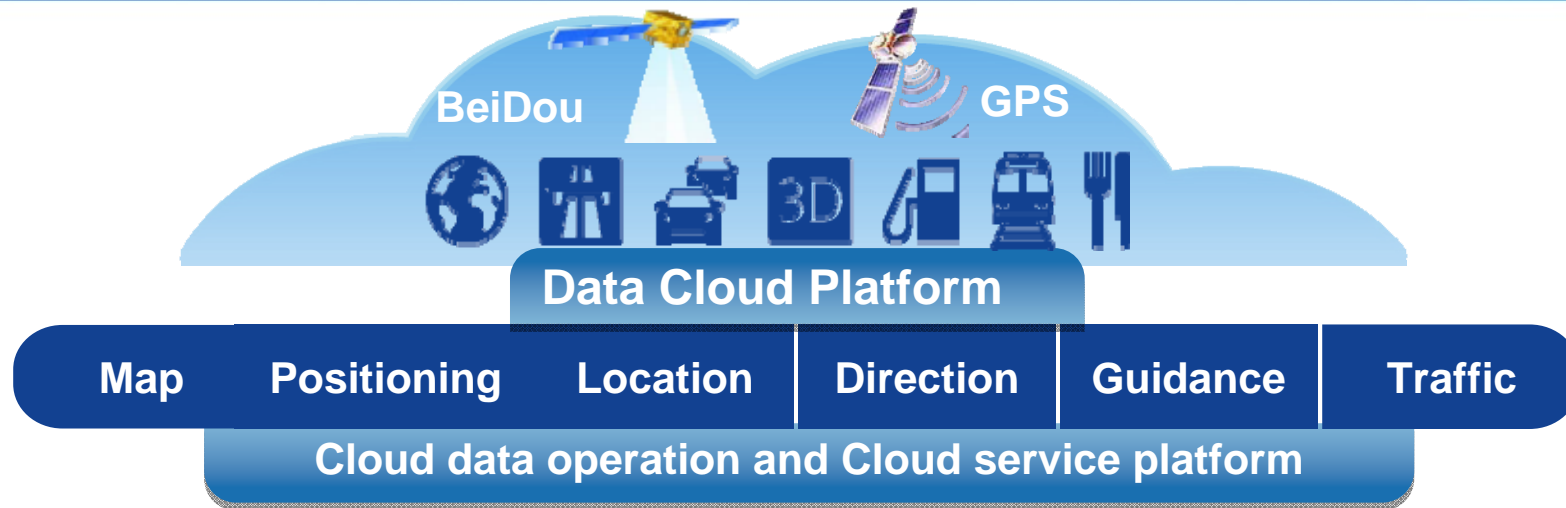 BeiDou
GPS
3D
Data Cloud Platform
Map Positioning Location Direction Guidance Traffic
Cloud data operation and Cloud service platform